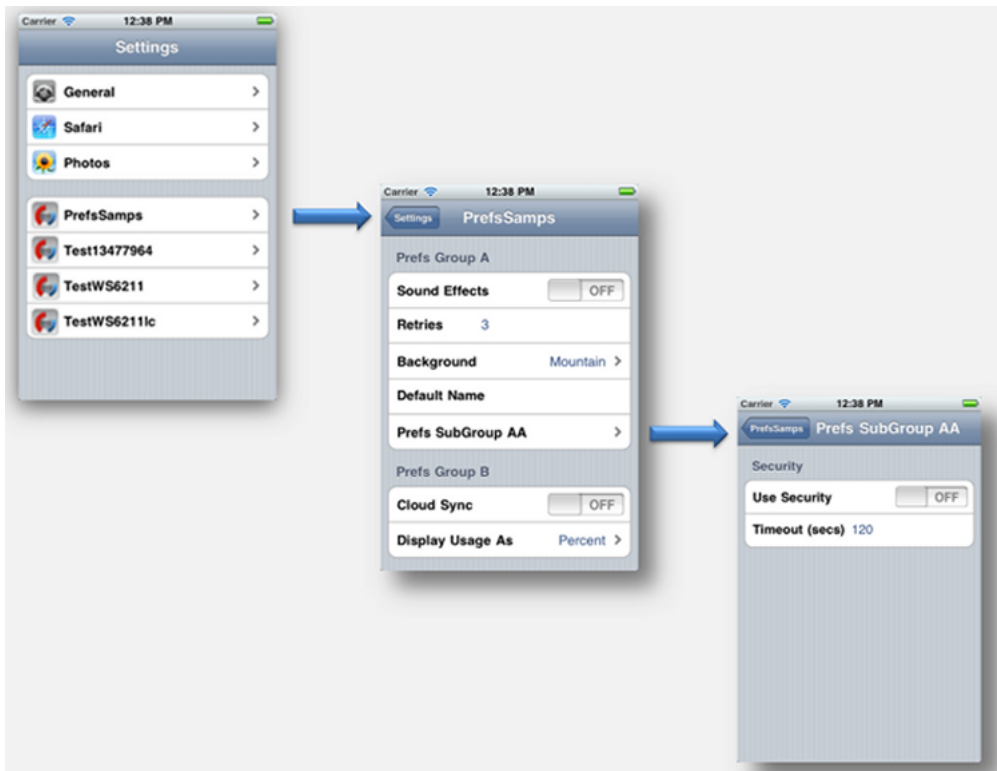 Carrier 12:38 PM
Settings
General
Safari
Photos
PrefsSamps
Test13477964
TestWS6211
TestWS6211lc
Carrier 12:38 PM
Settings PrefsSamps
Prefs Group A
Sound Effects OFF
Retries 3
Background Mountain
Default Name
Prefs SubGroup AA
Prefs Group B
Cloud Sync OFF
Display Usage As Percent
Carrier 12:38 PM
PrefsSamps Prefs SubGroup AA
Security
Use Security OFF
Timeout (secs) 120